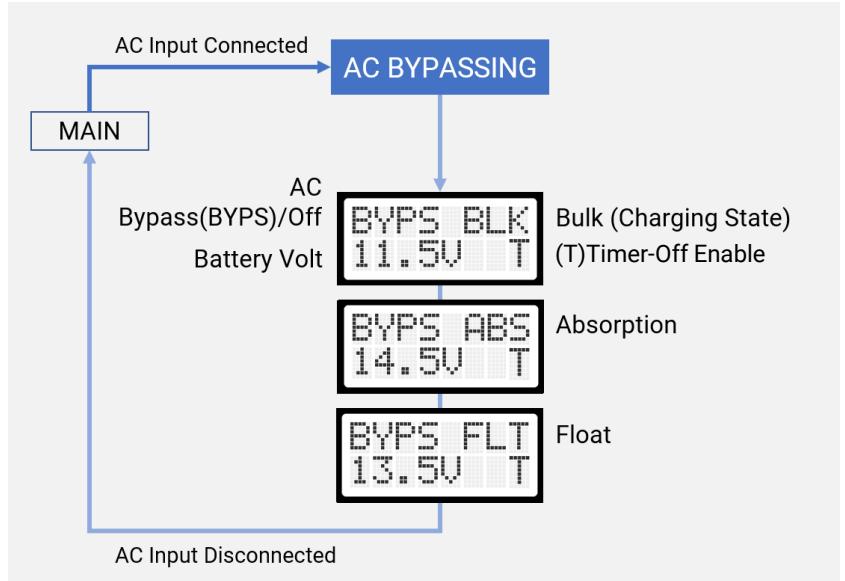 AC Input Connected
AC BYPASSING
MAIN
AC
Bypass(BYPS)/Off
Battery Volt
BYPS BLK
11.5V T
Bulk (Charging State)
(T)Timer-Off Enable
BYPS ABS
14.5V T
Absorption
BYPS FLT
13.5V T
Float
AC Input Disconnected